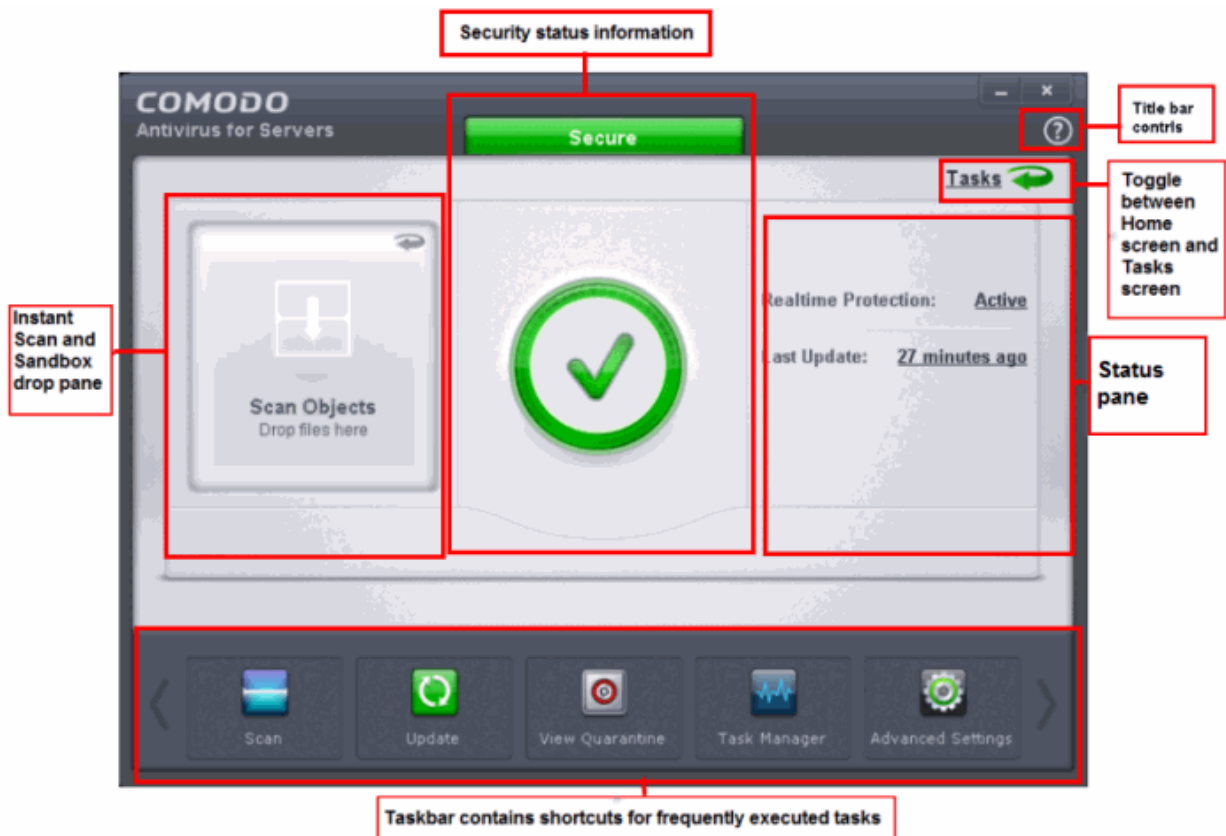 Security status information
COMODO
Antivirus for Servers
Secure
Title bar
contrls
Tasks
Toggle
between
Home
screen and
Tasks
screen
Instant
Scan and
Sandbox
drop pane
Scan Objects
Drop files here
Realtime Protection: Active
Last Update: 27 minutes ago
Status
pane
Scan
Update
View Quarantine
Task Manager
Advanced Settings
Taskbar contains shortcuts for frequently executed tasks